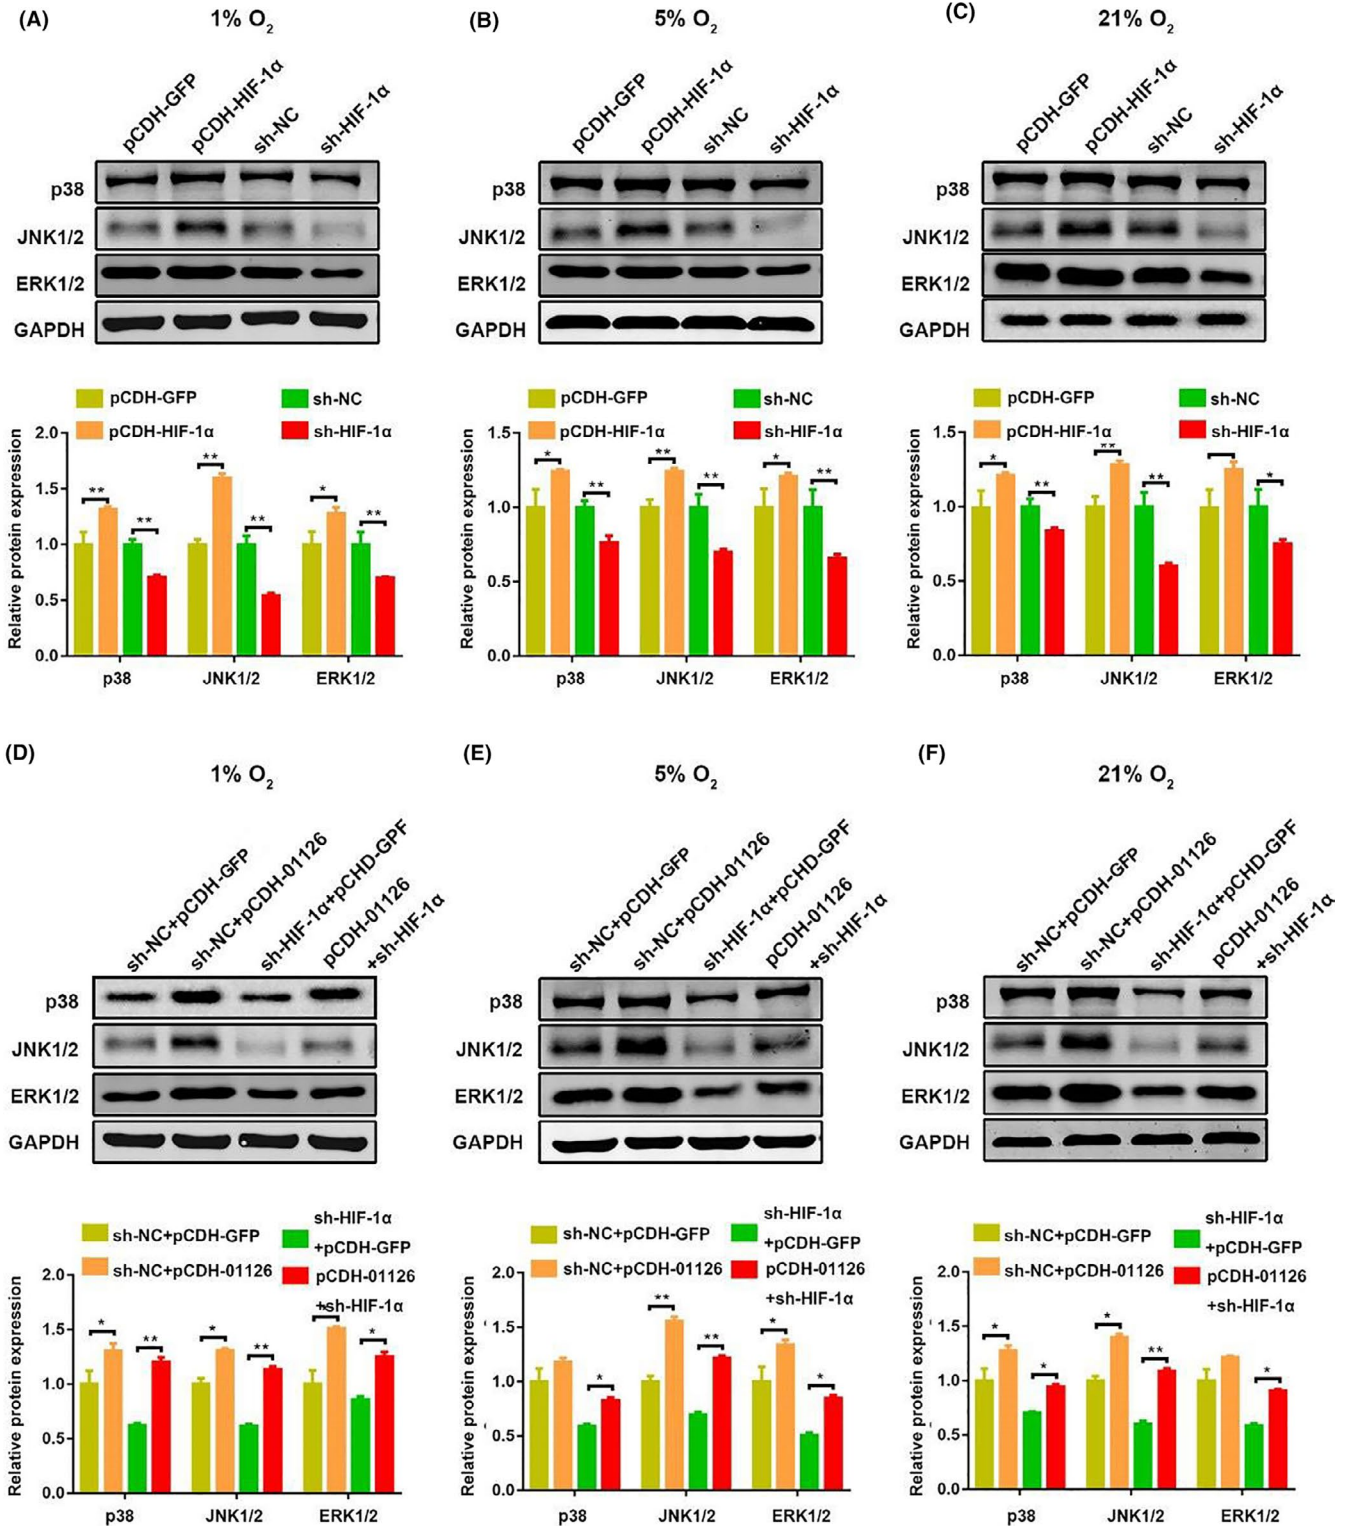 (A) 1% O2
pCDH-GFP
pCDH-HIF-1α
sh-NC
sh-HIF-1α
p38
JNK1/2
ERK1/2
GAPDH
pCDH-GFP sh-NC
pCDH-HIF-1α sh-HIF-1α
Relative protein expression
2.0
1.5
1.0
0.5
0.0
** ** ** ** * **
p38 JNK1/2 ERK1/2
(B) 5% O2
pCDH-GFP
pCDH-HIF-1α
sh-NC
sh-HIF-1α
p38
JNK1/2
ERK1/2
GAPDH
pCDH-GFP sh-NC
pCDH-HIF-1α sh-HIF-1α
Relative protein expression
1.5
1.0
0.5
0.0
* ** ** ** * **
p38 JNK1/2 ERK1/2
(C) 21% O2
pCDH-GFP
pCDH-HIF-1α
sh-NC
sh-HIF-1α
p38
JNK1/2
ERK1/2
GAPDH
pCDH-GFP sh-NC
pCDH-HIF-1α sh-HIF-1α
Relative protein expression
1.5
1.0
0.5
0.0
* ** ** ** *
p38 JNK1/2 ERK1/2
(D) 1% O2
sh-NC+pCDH-GFP
sh-NC+pCDH-01126
sh-HIF-1α+pCHD-GPF
pCDH-01126
+sh-HIF-1α
p38
JNK1/2
ERK1/2
GAPDH
sh-NC+pCDH-GFP
sh-NC+pCDH-01126
sh-HIF-1α
+pCDH-GFP
pCDH-01126
+sh-HIF-1α
Relative protein expression
2.0
1.5
1.0
0.5
0.0
* ** * ** *
p38 JNK1/2 ERK1/2
(E) 5% O2
sh-NC+pCDH-GFP
sh-NC+pCDH-01126
sh-HIF-1α+pCHD-GPF
pCDH-01126
+sh-HIF-1α
p38
JNK1/2
ERK1/2
GAPDH
sh-NC+pCDH-GFP
sh-NC+pCDH-01126
sh-HIF-1α
+pCDH-GFP
pCDH-01126
+sh-HIF-1α
Relative protein expression
2.0
1.5
1.0
0.5
0.0
* ** ** * *
p38 JNK1/2 ERK1/2
(F) 21% O2
sh-NC+pCDH-GFP
sh-NC+pCDH-01126
sh-HIF-1α+pCHD-GPF
pCDH-01126
+sh-HIF-1α
p38
JNK1/2
ERK1/2
GAPDH
sh-NC+pCDH-GFP
sh-NC+pCDH-01126
sh-HIF-1α
+pCDH-GFP
pCDH-01126
+sh-HIF-1α
Relative protein expression
2.0
1.5
1.0
0.5
0.0
* * * ** *
p38 JNK1/2 ERK1/2